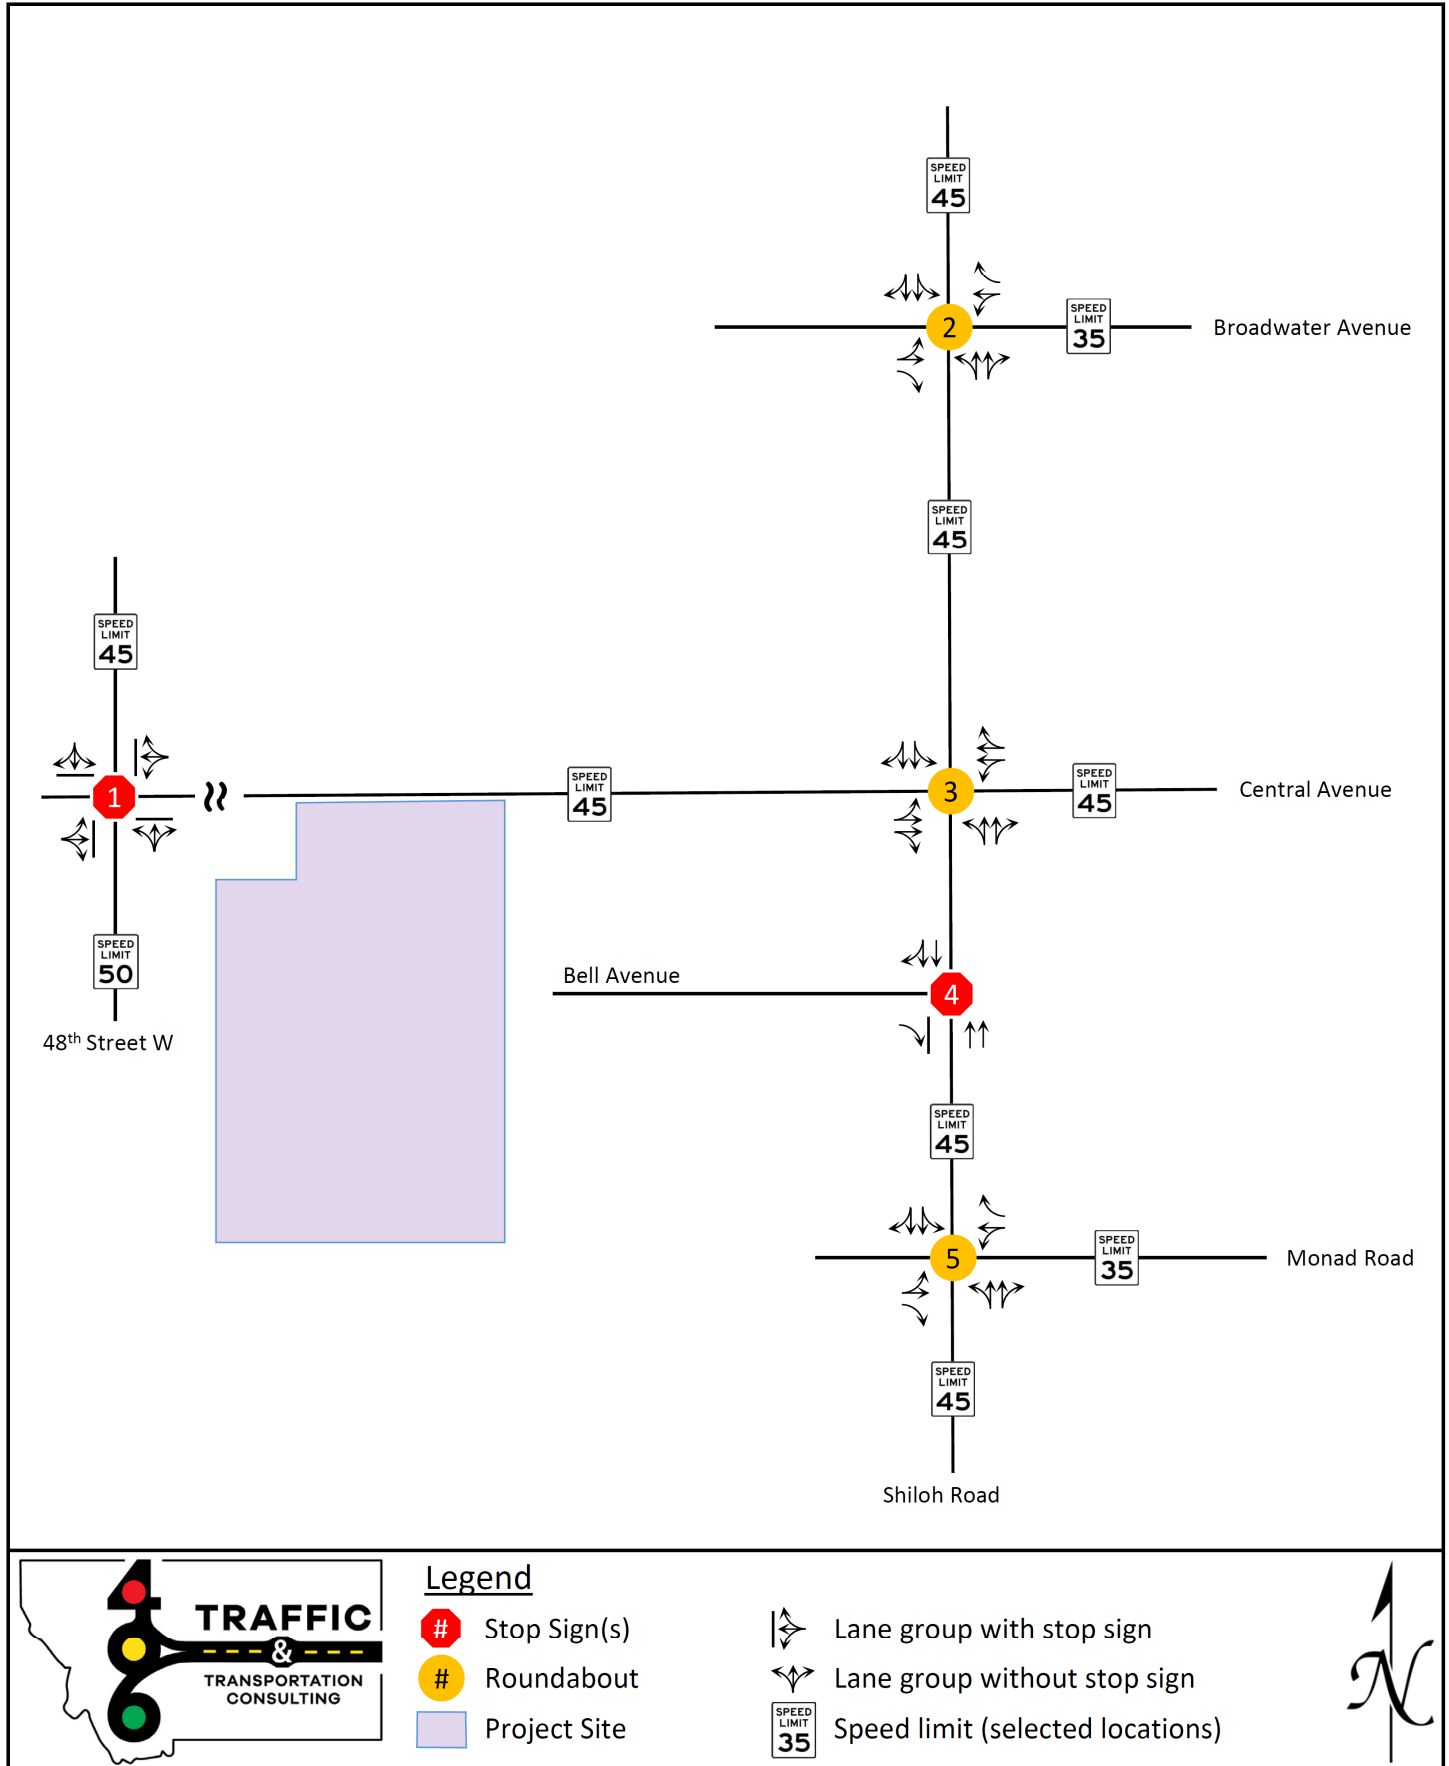 SPEED
LIMIT
45
2
SPEED
LIMIT
35
Broadwater Avenue
SPEED
LIMIT
45
SPEED
LIMIT
45
1
SPEED
LIMIT
45
3
SPEED
LIMIT
45
Central Avenue
SPEED
LIMIT
50
48th Street W
Bell Avenue
4
SPEED
LIMIT
45
5
SPEED
LIMIT
35
Monad Road
SPEED
LIMIT
45
Shiloh Road
406
TRAFFIC
&
TRANSPORTATION
CONSULTING
Legend
# Stop Sign(s)
# Roundabout
Project Site
Lane group with stop sign
Lane group without stop sign
SPEED
LIMIT
35
Speed limit (selected locations)
N